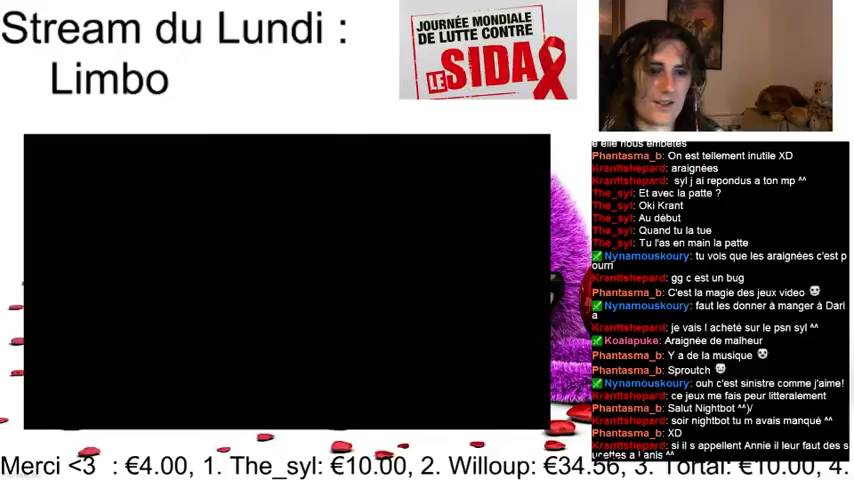 Stream du Lundi :
Limbo
JOURNÉE MONDIALE
DE LUTTE CONTRE
LE SIDA
e elle nous embêtes
Phantasma_b: On est tellement inutile XD
Kranttshepard: araignées
Kranttshepard: syl j ai repondus a ton mp ^^
The_syl: Et avec la patte ?
The_syl: Oki Krant
The_syl: Au début
The_syl: Quand tu la tue
The_syl: Tu l'as en main la patte
Nynamouskoury: tu vois que les araignées c'est p
ourri
Kranttshepard: gg c est un bug
Phantasma_b: C'est la magie des jeux video
Nynamouskoury: faut les donner à manger à Darl
a
Kranttshepard: je vais l acheté sur le psn syl ^^
Koalapuke: Araignée de malheur
Phantasma_b: Y a de la musique
Phantasma_b: Sproutch
Nynamouskoury: ouh c'est sinistre comme j'aime!
Kranttshepard: ce jeux me fais peur litteralement
Phantasma_b: Salut Nightbot ^^)/
Kranttshepard: soir nightbot tu m avais manqué ^^
Phantasma_b: XD
Kranttshepard: si il s appellent Annie il leur faut des s
ucettes a l anis ^^
Merci <3 : €4.00, 1. The_syl: €10.00, 2. Willoup: €34.56, 3. Tortal: €10.00, 4.